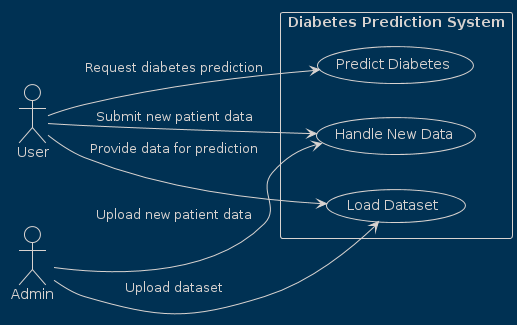 Diabetes Prediction System
Request diabetes prediction
Predict Diabetes
Submit new patient data
Handle New Data
User
Provide data for prediction
Load Dataset
Upload new patient data
Admin
Upload dataset